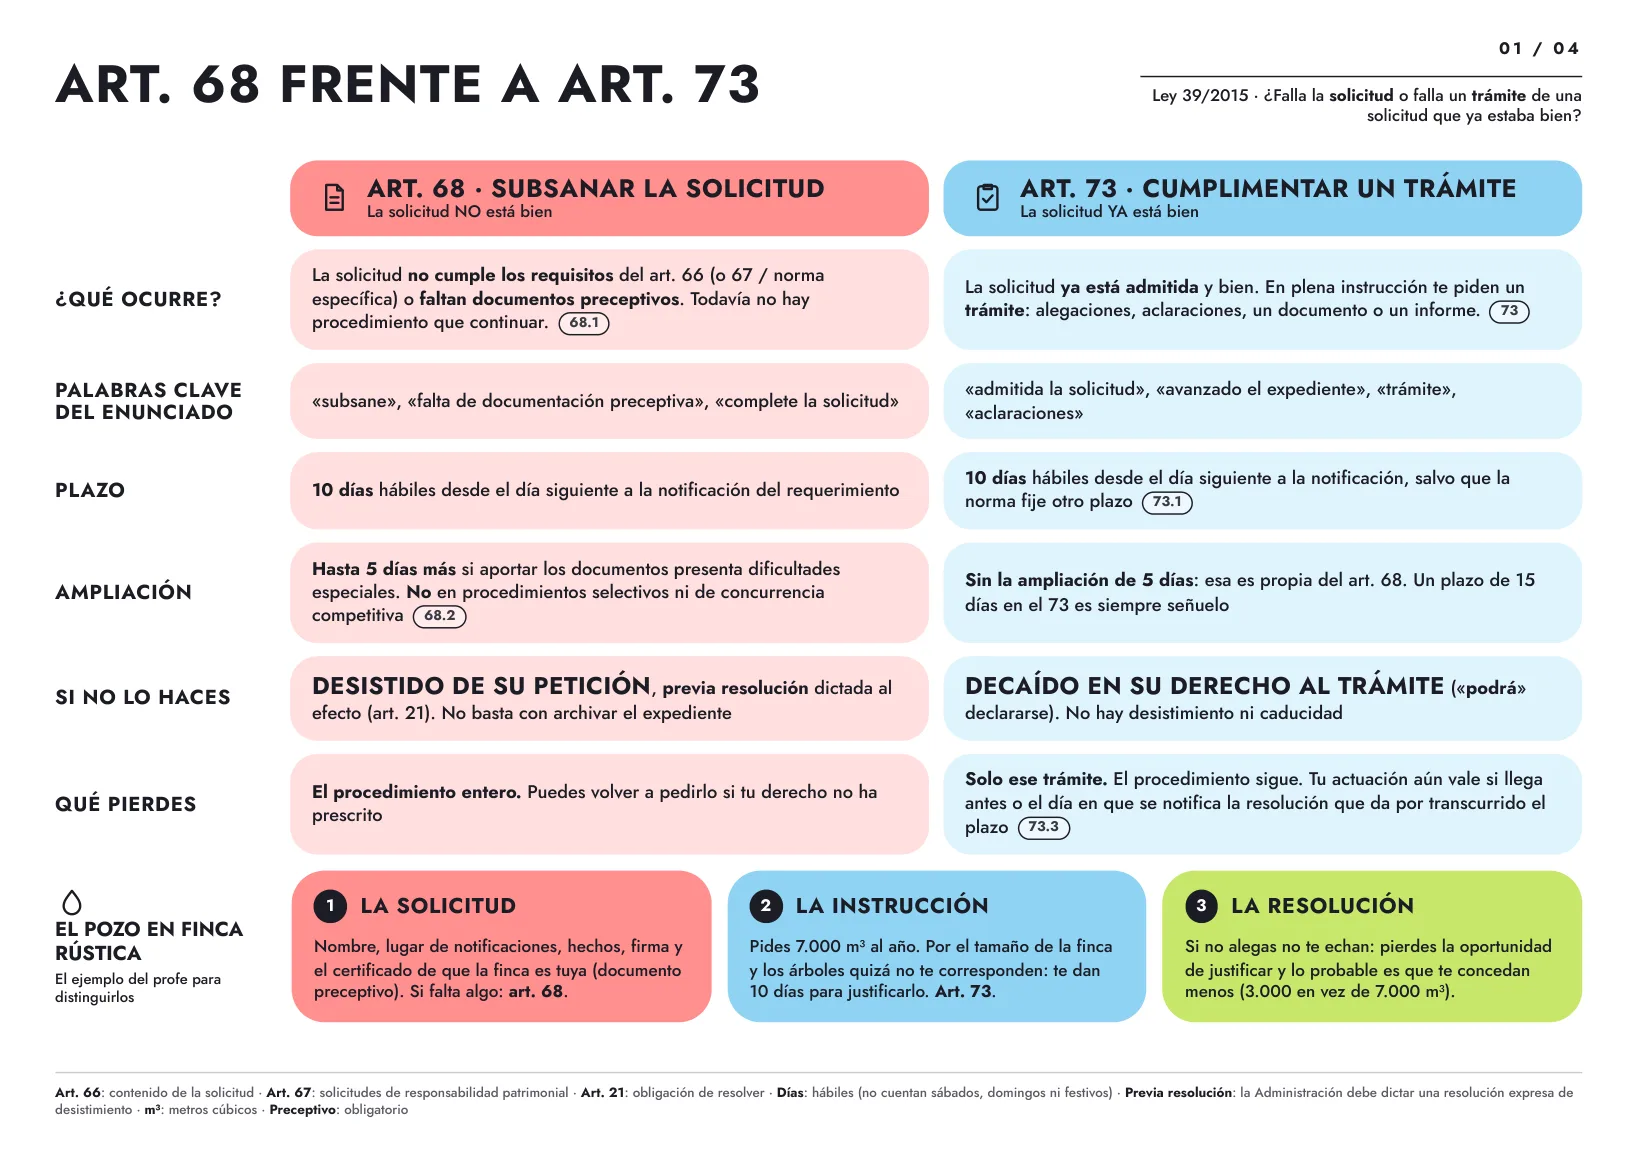 01 / 04
ART. 68 FRENTE A ART. 73
Ley 39/2015 · ¿Falla la solicitud o falla un trámite de una
solicitud que ya estaba bien?
ART. 68 · SUBSANAR LA SOLICITUD
La solicitud NO está bien
ART. 73 · CUMPLIMENTAR UN TRÁMITE
La solicitud YA está bien
¿QUÉ OCURRE?
La solicitud no cumple los requisitos del art. 66 (o 67 / norma
específica) o faltan documentos preceptivos. Todavía no hay
procedimiento que continuar. 68.1
La solicitud ya está admitida y bien. En plena instrucción te piden un
trámite: alegaciones, aclaraciones, un documento o un informe. 73
PALABRAS CLAVE
DEL ENUNCIADO
«subsane», «falta de documentación preceptiva», «complete la solicitud»
«admitida la solicitud», «avanzado el expediente», «trámite»,
«aclaraciones»
PLAZO
10 días hábiles desde el día siguiente a la notificación del requerimiento
10 días hábiles desde el día siguiente a la notificación, salvo que la
norma fije otro plazo 73.1
AMPLIACIÓN
Hasta 5 días más si aportar los documentos presenta dificultades
especiales. No en procedimientos selectivos ni de concurrencia
competitiva 68.2
Sin la ampliación de 5 días: esa es propia del art. 68. Un plazo de 15
días en el 73 es siempre señuelo
SI NO LO HACES
DESISTIDO DE SU PETICIÓN, previa resolución dictada al
efecto (art. 21). No basta con archivar el expediente
DECAÍDO EN SU DERECHO AL TRÁMITE («podrá»
declararse). No hay desistimiento ni caducidad
QUÉ PIERDES
El procedimiento entero. Puedes volver a pedirlo si tu derecho no ha
prescrito
Solo ese trámite. El procedimiento sigue. Tu actuación aún vale si llega
antes o el día en que se notifica la resolución que da por transcurrido el
plazo 73.3
EL POZO EN FINCA
RÚSTICA
El ejemplo del profe para
distinguirlos
1 LA SOLICITUD
Nombre, lugar de notificaciones, hechos, firma y
el certificado de que la finca es tuya (documento
preceptivo). Si falta algo: art. 68.
2 LA INSTRUCCIÓN
Pides 7.000 m³ al año. Por el tamaño de la finca
y los árboles quizá no te corresponden: te dan
10 días para justificarlo. Art. 73.
3 LA RESOLUCIÓN
Si no alegas no te echan: pierdes la oportunidad
de justificar y lo probable es que te concedan
menos (3.000 en vez de 7.000 m³).
Art. 66: contenido de la solicitud · Art. 67: solicitudes de responsabilidad patrimonial · Art. 21: obligación de resolver · Días: hábiles (no cuentan sábados, domingos ni festivos) · Previa resolución: la Administración debe dictar una resolución expresa de
desistimiento · m³: metros cúbicos · Preceptivo: obligatorio